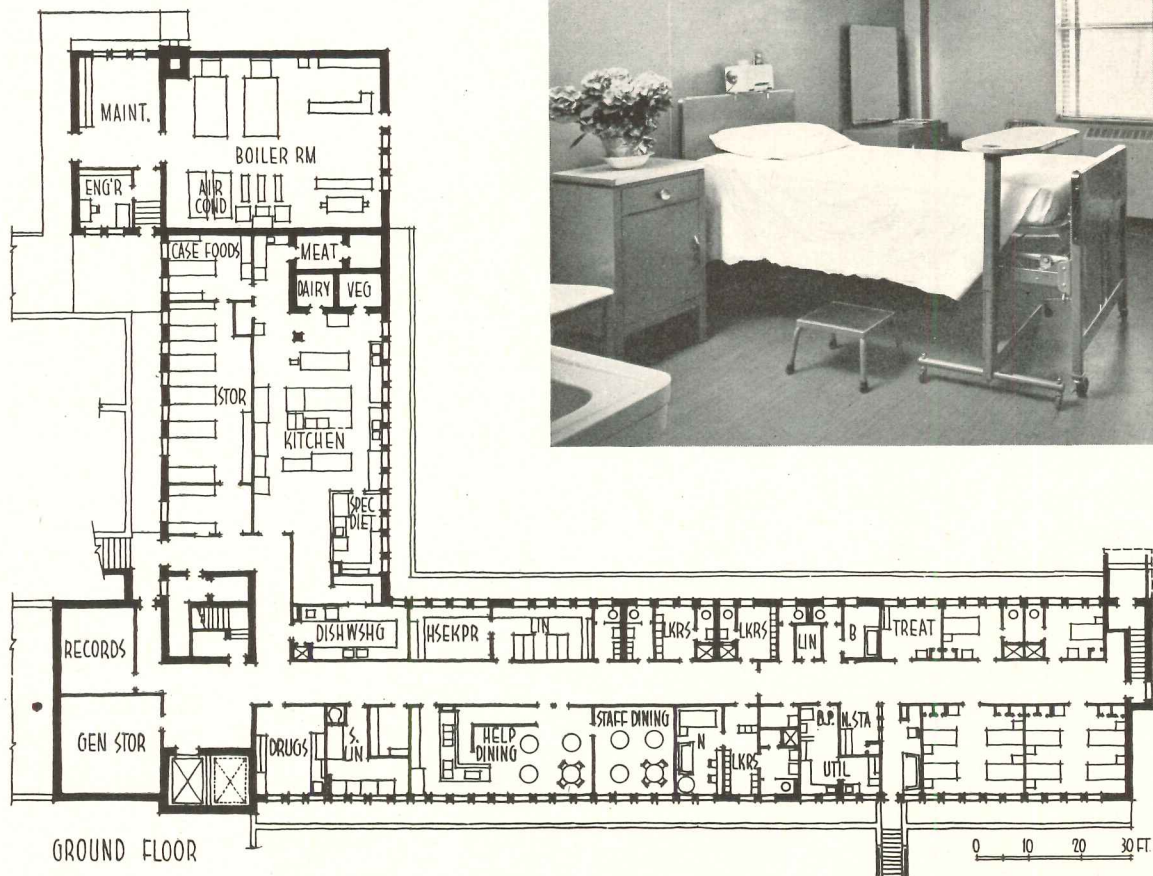 MAINT.
BOILER RM
ENG'R
AIR
COND
CASE FOODS
MEAT
DAIRY
VEG
STOR
KITCHEN
SPEC
DIET
DISHWSHG
HSEKPR
LIN
LKRS
LKRS
LIN
B
TREAT
RECORDS
GEN STOR
DRUGS
S.
LIN
HELP
DINING
STAFF DINING
N
LKRS
B.P.
N. STA
UTIL
GROUND FLOOR
0 10 20 30 FT.